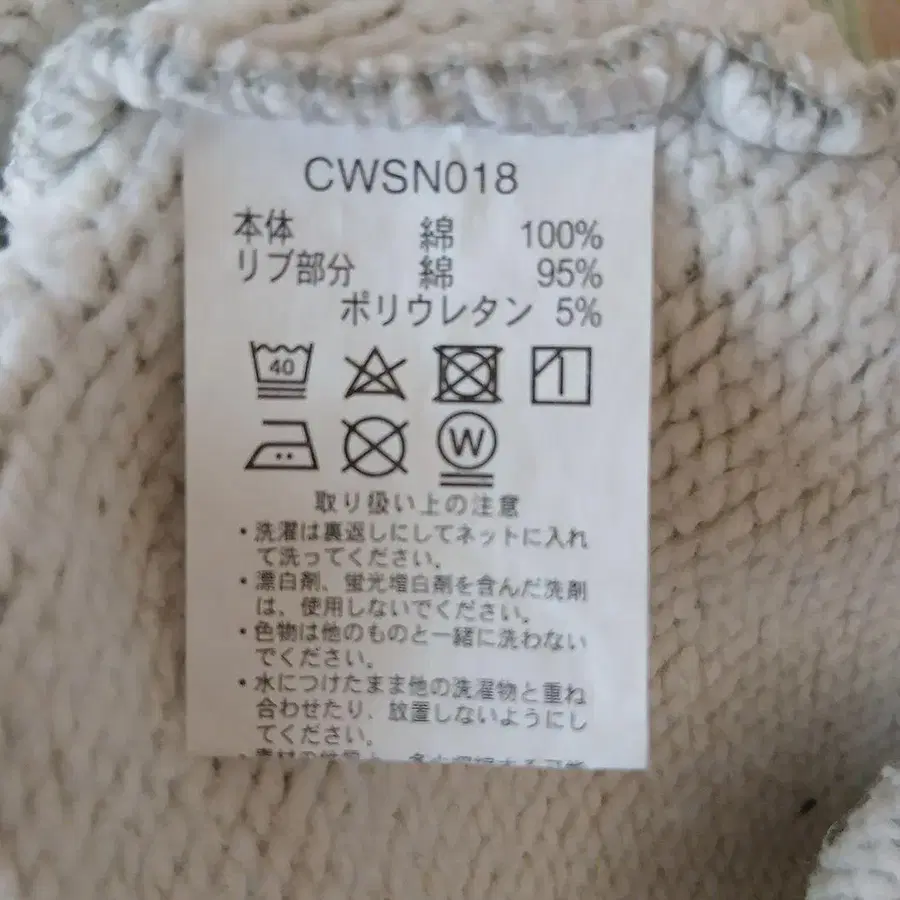 CWSN018
本体 綿 100%
リブ部分 綿 95%
ポリウレタン 5%
40
W
取り扱い上の注意
・洗濯は裏返しにしてネットに入れ
て洗ってください。
・漂白剤、蛍光増白剤を含んだ洗剤
は、使用しないでください。
・色物は他のものと一緒に洗わない
でください。
・水につけたまま他の洗濯物と重ね
合わせたり、放置しないようにし
てください。